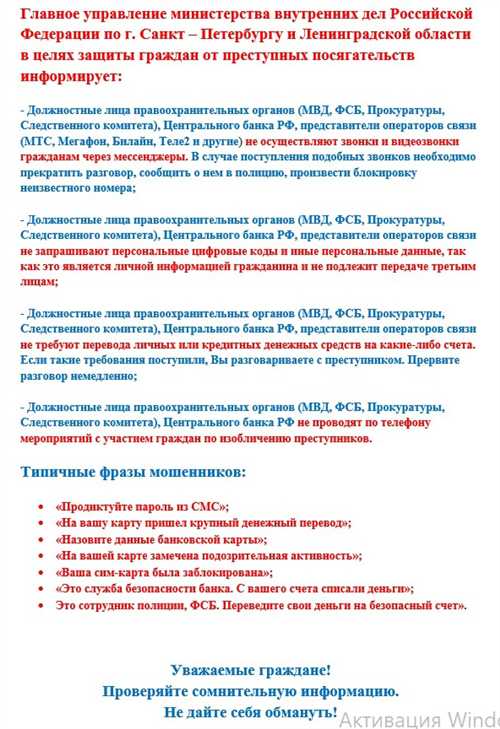 Главное управление министерства внутренних дел Российской
Федерации по г. Санкт – Петербургу и Ленинградской области
в целях защиты граждан от преступных посягательств
информирует:
- Должностные лица правоохранительных органов (МВД, ФСБ, Прокуратуры,
Следственного комитета), Центрального банка РФ, представители операторов связи
(МТС, Мегафон, Билайн, Теле2 и другие) не осуществляют звонки и видеозвонки
гражданам через мессенджеры. В случае поступления подобных звонков необходимо
прекратить разговор, сообщить о нем в полицию, произвести блокировку
неизвестного номера;
- Должностные лица правоохранительных органов (МВД, ФСБ, Прокуратуры,
Следственного комитета), Центрального банка РФ, представители операторов связи
не запрашивают персональные цифровые коды и иные персональные данные, так
как это является личной информацией гражданина и не подлежит передаче третьим
лицам;
- Должностные лица правоохранительных органов (МВД, ФСБ, Прокуратуры,
Следственного комитета), Центрального банка РФ, представители операторов связи
не требуют перевода личных или кредитных денежных средств на какие-либо счета.
Если такие требования поступили, Вы разговариваете с преступником. Прервите
разговор немедленно;
- Должностные лица правоохранительных органов (МВД, ФСБ, Прокуратуры,
Следственного комитета), Центрального банка РФ не проводят по телефону
мероприятий с участием граждан по изобличению преступников.
Типичные фразы мошенников:
• «Продиктуйте пароль из СМС»;
• «На вашу карту пришел крупный денежный перевод»;
• «Назовите данные банковской карты»;
• «На вашей карте замечена подозрительная активность»;
• «Ваша сим-карта была заблокирована»;
• «Это служба безопасности банка. С вашего счета списали деньги»;
• Это сотрудник полиции, ФСБ. Переведите свои деньги на безопасный счет».
Уважаемые граждане!
Проверяйте сомнительную информацию.
Не дайте себя обмануть!
Активация Windo